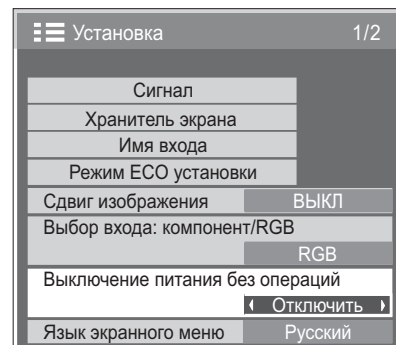 Установка 1/2
Сигнал
Хранитель экрана
Имя входа
Режим ECO установки
Сдвиг изображения ВЫКЛ
Выбор входа: компонент/RGB
RGB
Выключение питания без операций
Отключить
Язык экранного меню Русский